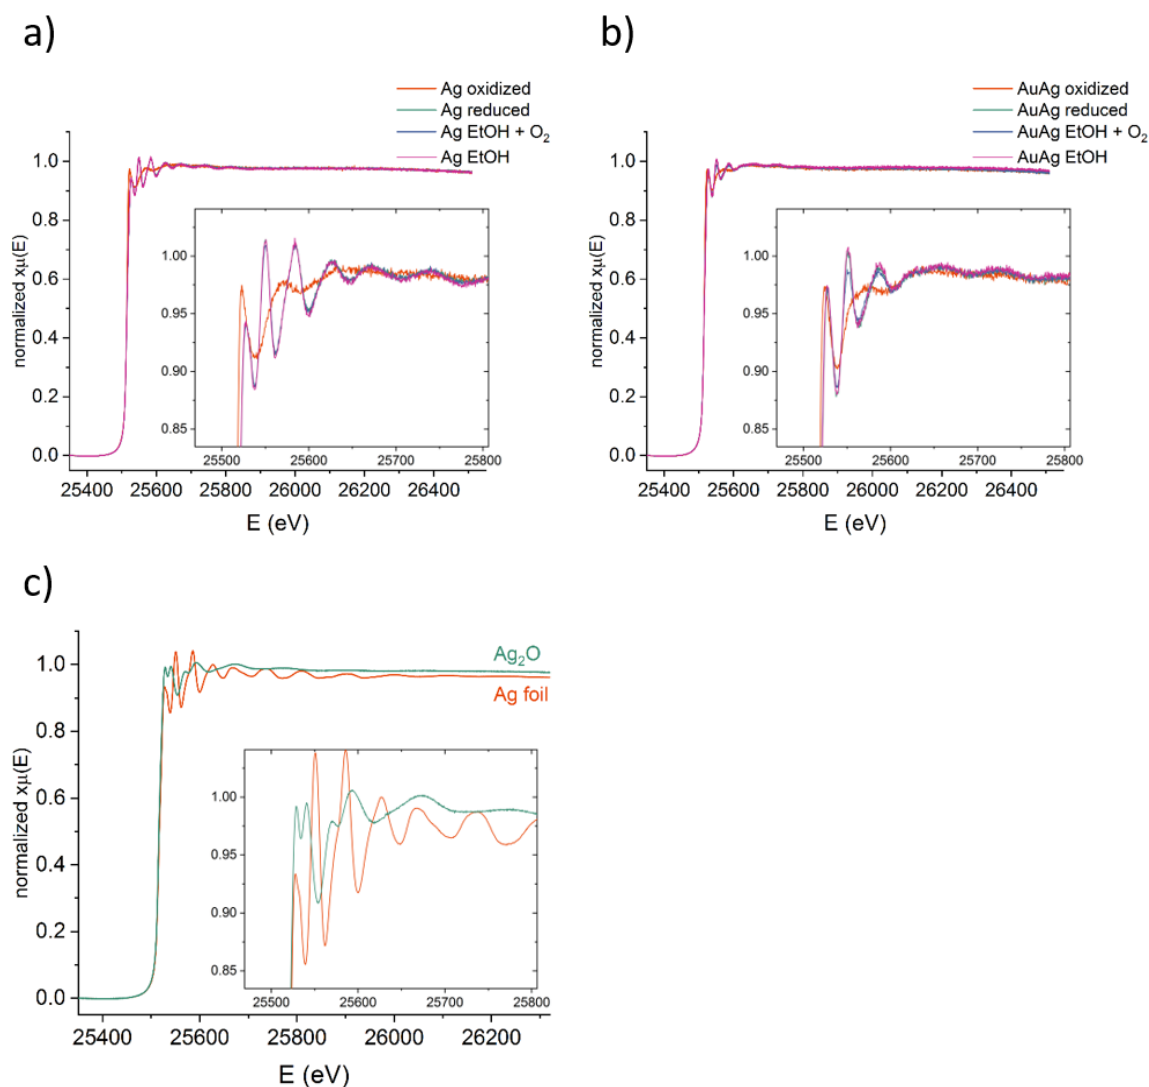 a)
Ag oxidized
Ag reduced
Ag EtOH + O₂
Ag EtOH
normalized xμ(E)
1.0
0.8
0.6
0.4
0.2
0.0
1.00
0.95
0.90
0.85
25500 25600 25700 25800
25400 25600 25800 26000 26200 26400
E (eV)
b)
AuAg oxidized
AuAg reduced
AuAg EtOH + O₂
AuAg EtOH
normalized xμ(E)
1.0
0.8
0.6
0.4
0.2
0.0
1.00
0.95
0.90
0.85
25500 25600 25700 25800
25400 25600 25800 26000 26200 26400
E (eV)
c)
Ag₂O
Ag foil
normalized xμ(E)
1.0
0.8
0.6
0.4
0.2
0.0
1.00
0.95
0.90
0.85
25500 25600 25700 25800
25400 25600 25800 26000 26200
E (eV)